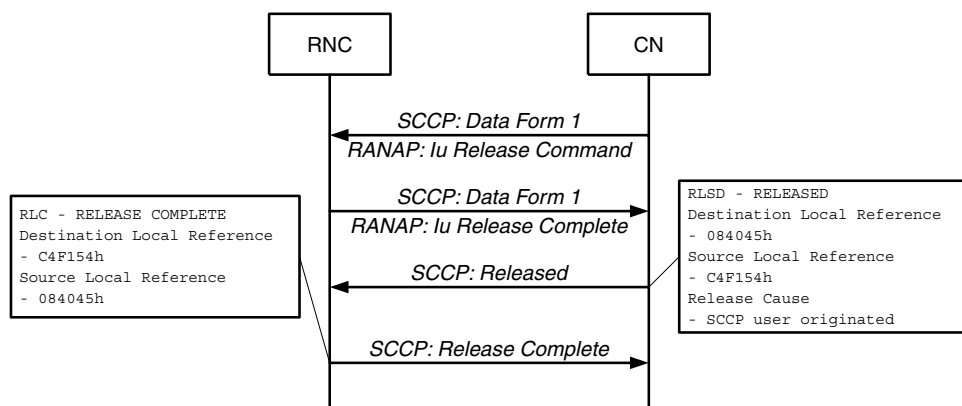 RNC
CN
SCCP: Data Form 1
RANAP: Iu Release Command
SCCP: Data Form 1
RANAP: Iu Release Complete
SCCP: Released
SCCP: Release Complete
RLC - RELEASE COMPLETE
Destination Local Reference
- C4F154h
Source Local Reference
- 084045h
RLSD - RELEASED
Destination Local Reference
- 084045h
Source Local Reference
- C4F154h
Release Cause
- SCCP user originated